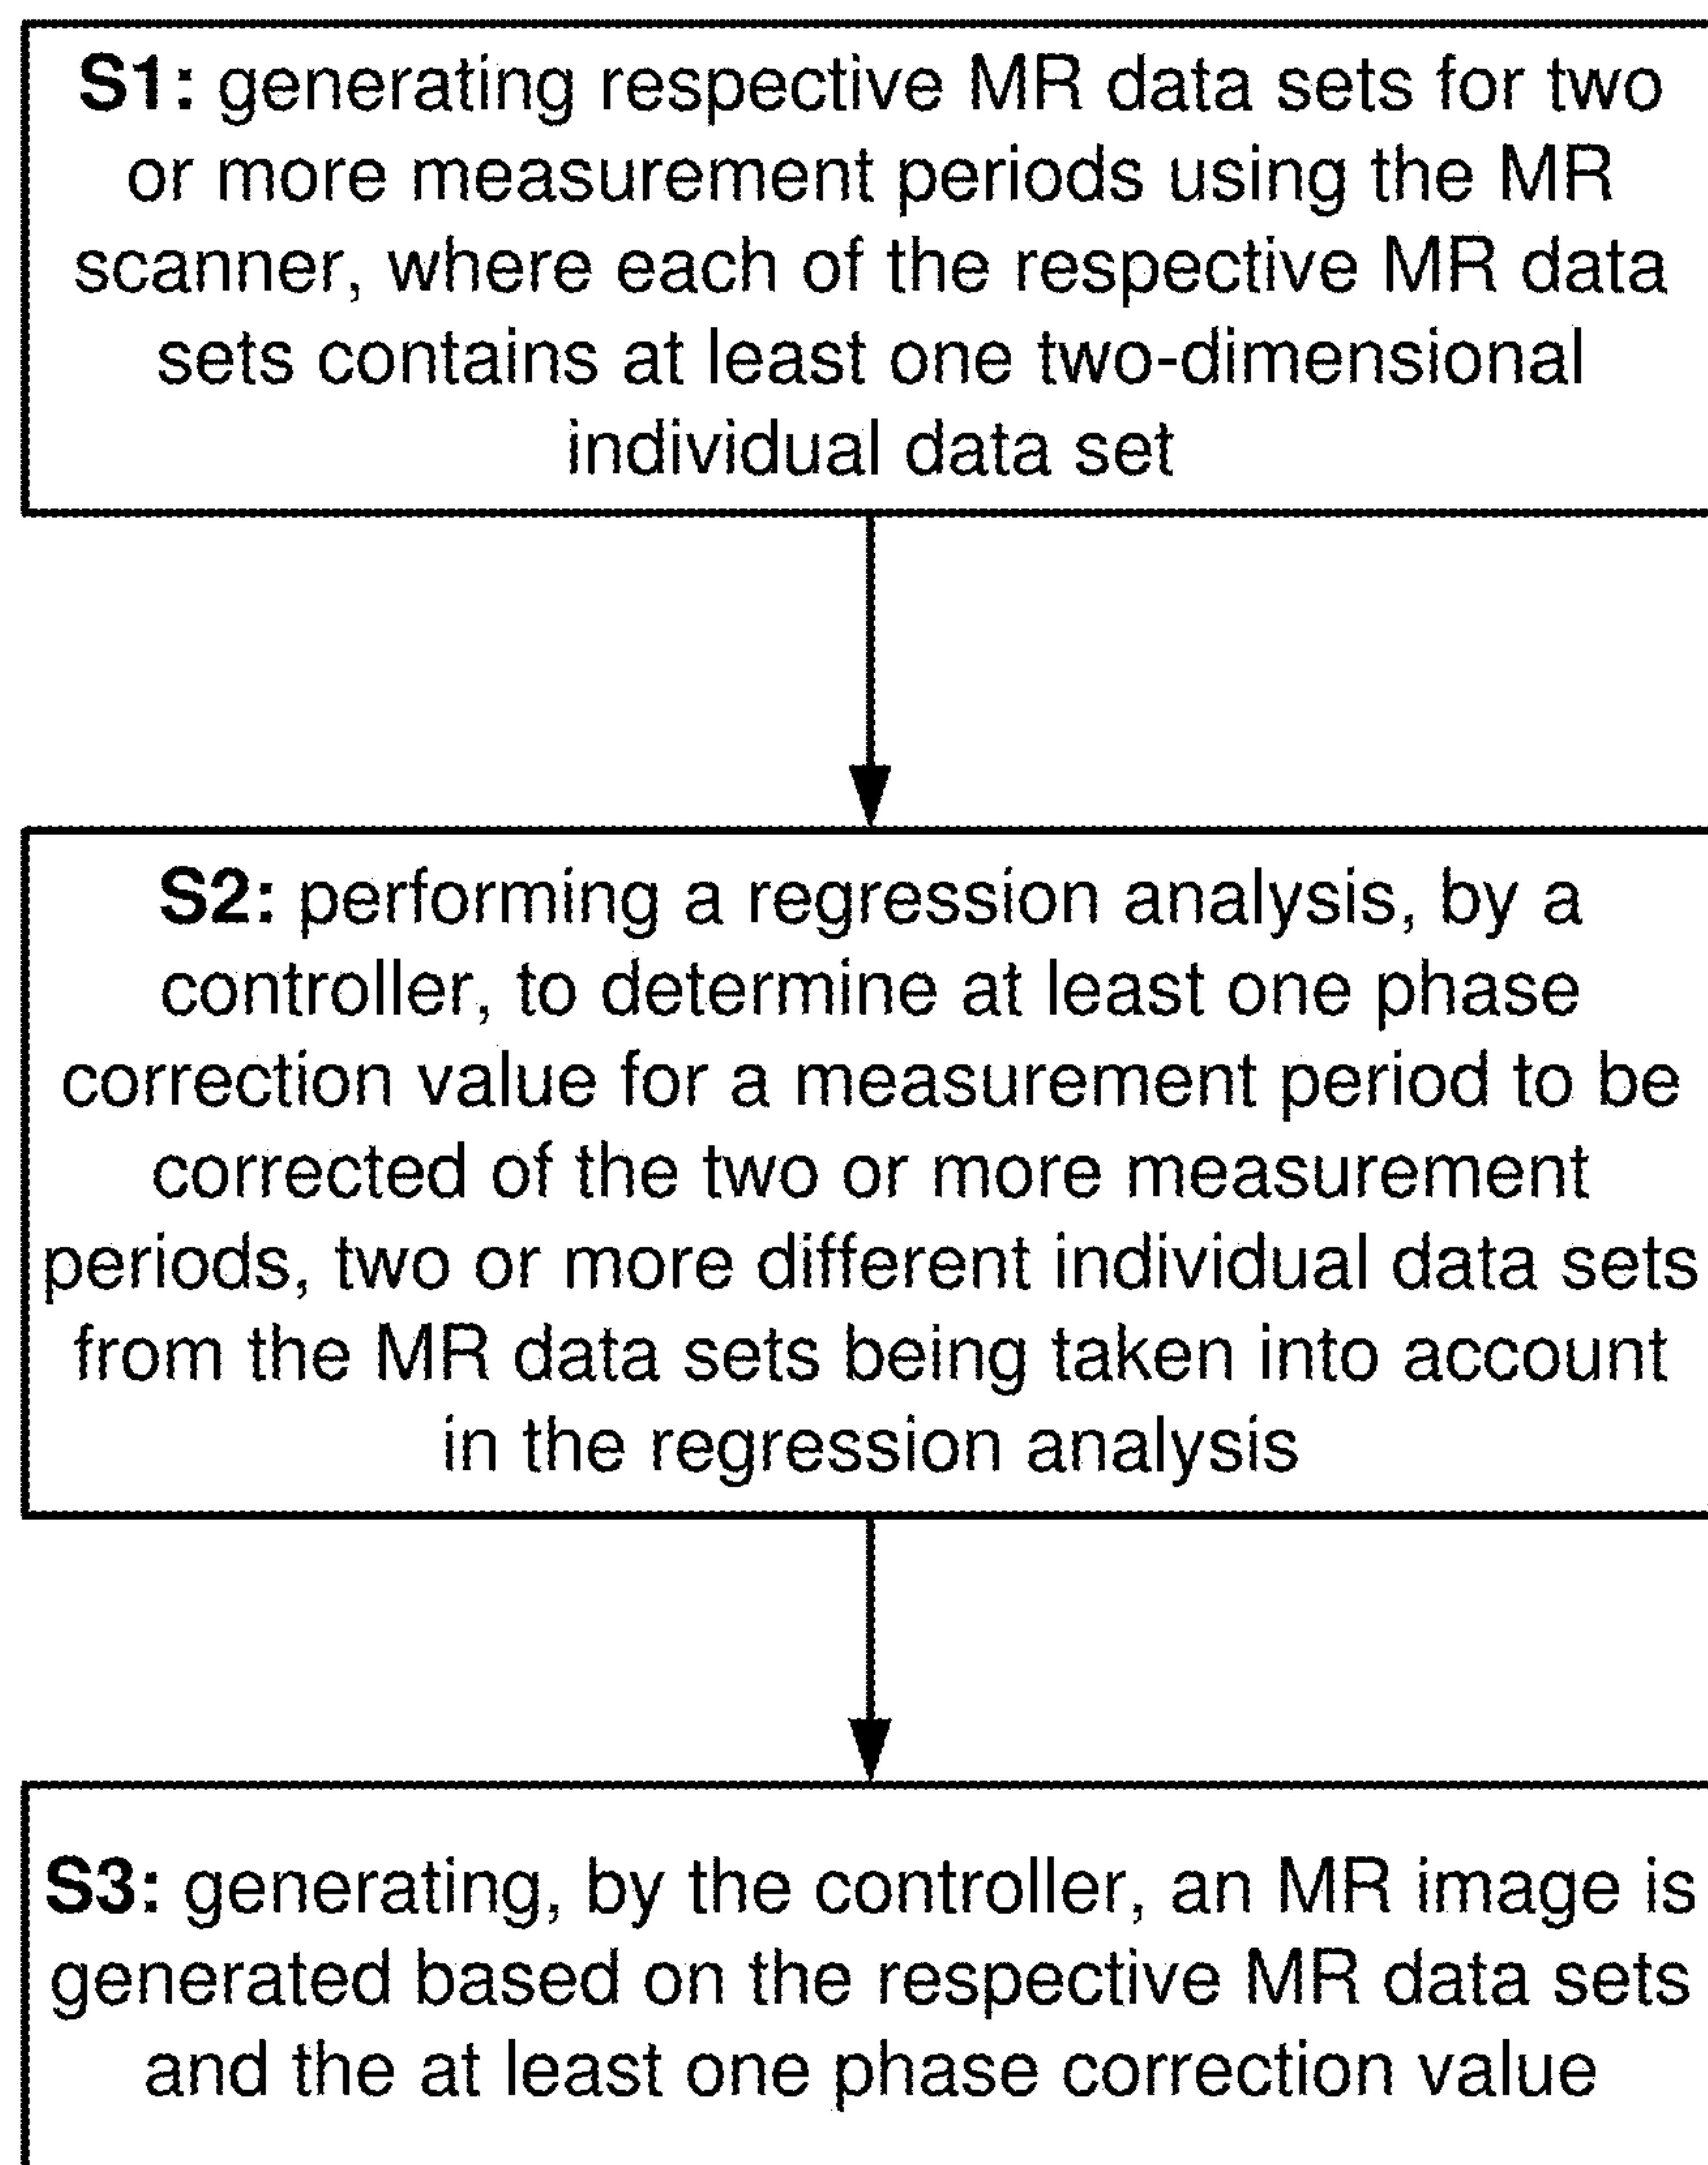 S1: generating respective MR data sets for two
or more measurement periods using the MR
scanner, where each of the respective MR data
sets contains at least one two-dimensional
individual data set
S2: performing a regression analysis, by a
controller, to determine at least one phase
correction value for a measurement period to be
corrected of the two or more measurement
periods, two or more different individual data sets
from the MR data sets being taken into account
in the regression analysis
S3: generating, by the controller, an MR image is
generated based on the respective MR data sets
and the at least one phase correction value